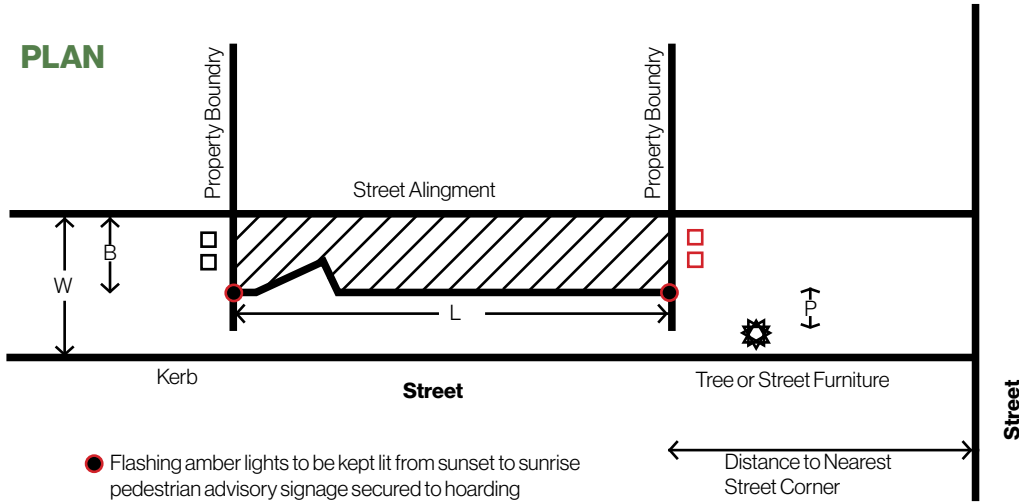 PLAN
Property Boundry
Property Boundry
Street Alingment
B
W
L
P
Kerb
Street
Tree or Street Furniture
Street
Flashing amber lights to be kept lit from sunset to sunrise
pedestrian advisory signage secured to hoarding
Distance to Nearest
Street Corner